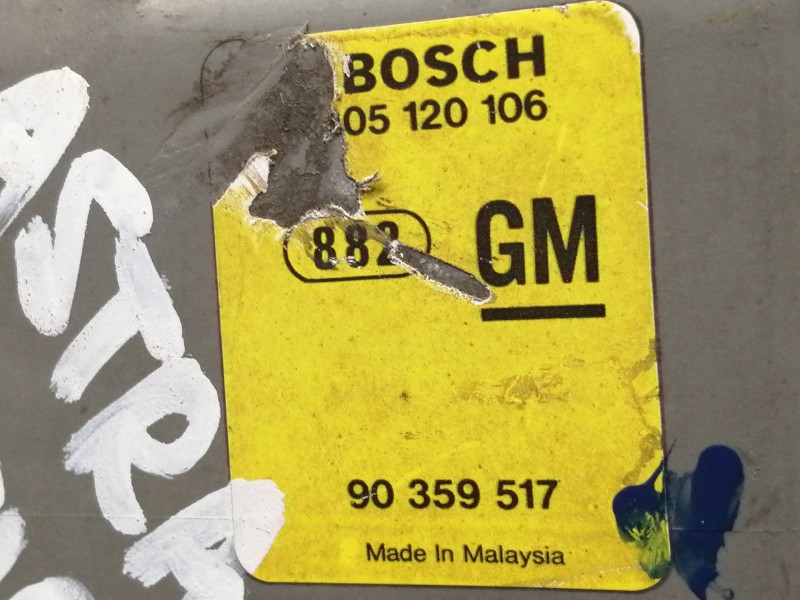 BOSCH
05 120 106
882 GM
90 359 517
Made In Malaysia
ASTRA